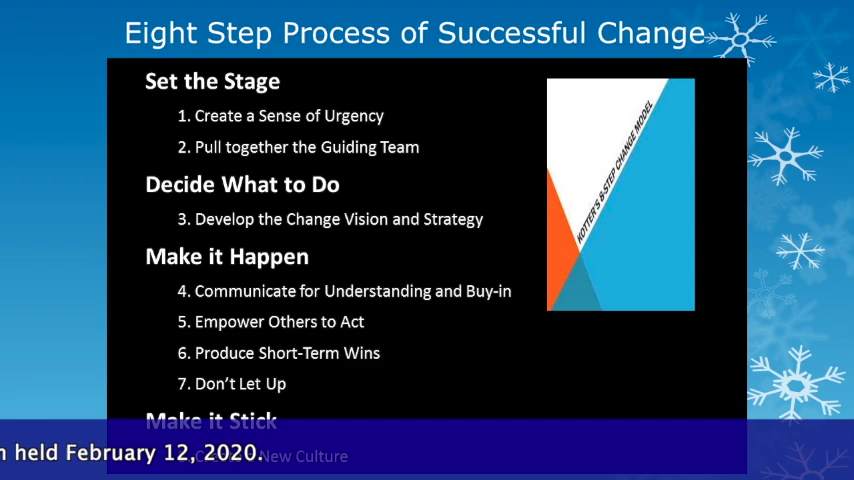 Eight Step Process of Successful Change
Set the Stage
1. Create a Sense of Urgency
2. Pull together the Guiding Team
Decide What to Do
3. Develop the Change Vision and Strategy
Make it Happen
4. Communicate for Understanding and Buy-in
5. Empower Others to Act
6. Produce Short-Term Wins
7. Don't Let Up
Make it Stick
New Culture
KOTTER'S 8-STEP CHANGE MODEL
n held February 12, 2020.